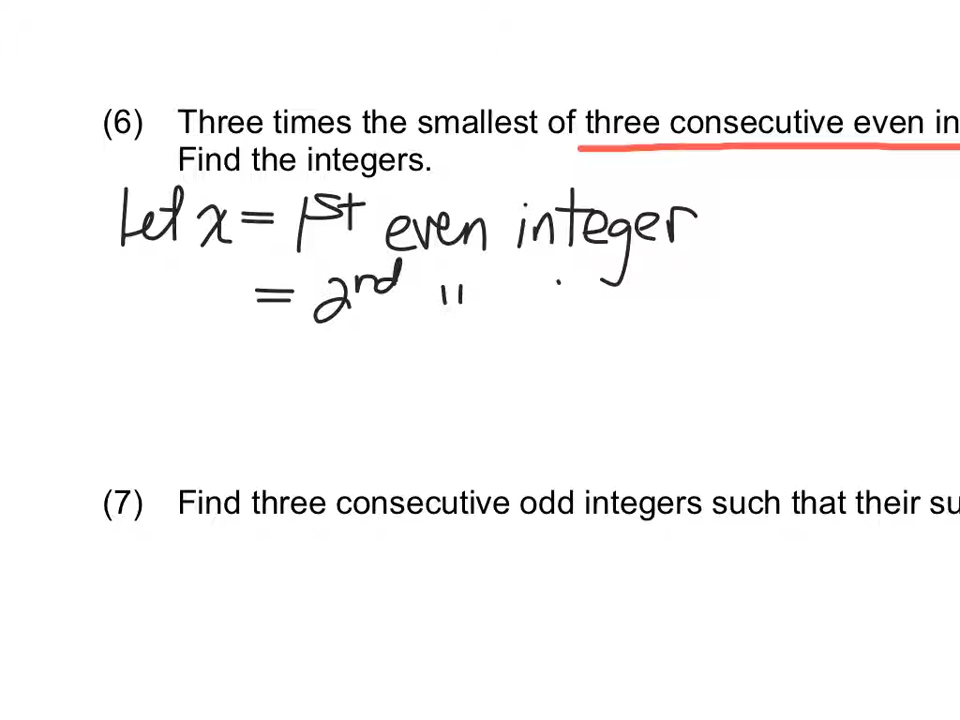 (6) Three times the smallest of three consecutive even in
Find the integers.
Let x = 1st even integer
= 2nd "
(7) Find three consecutive odd integers such that their su